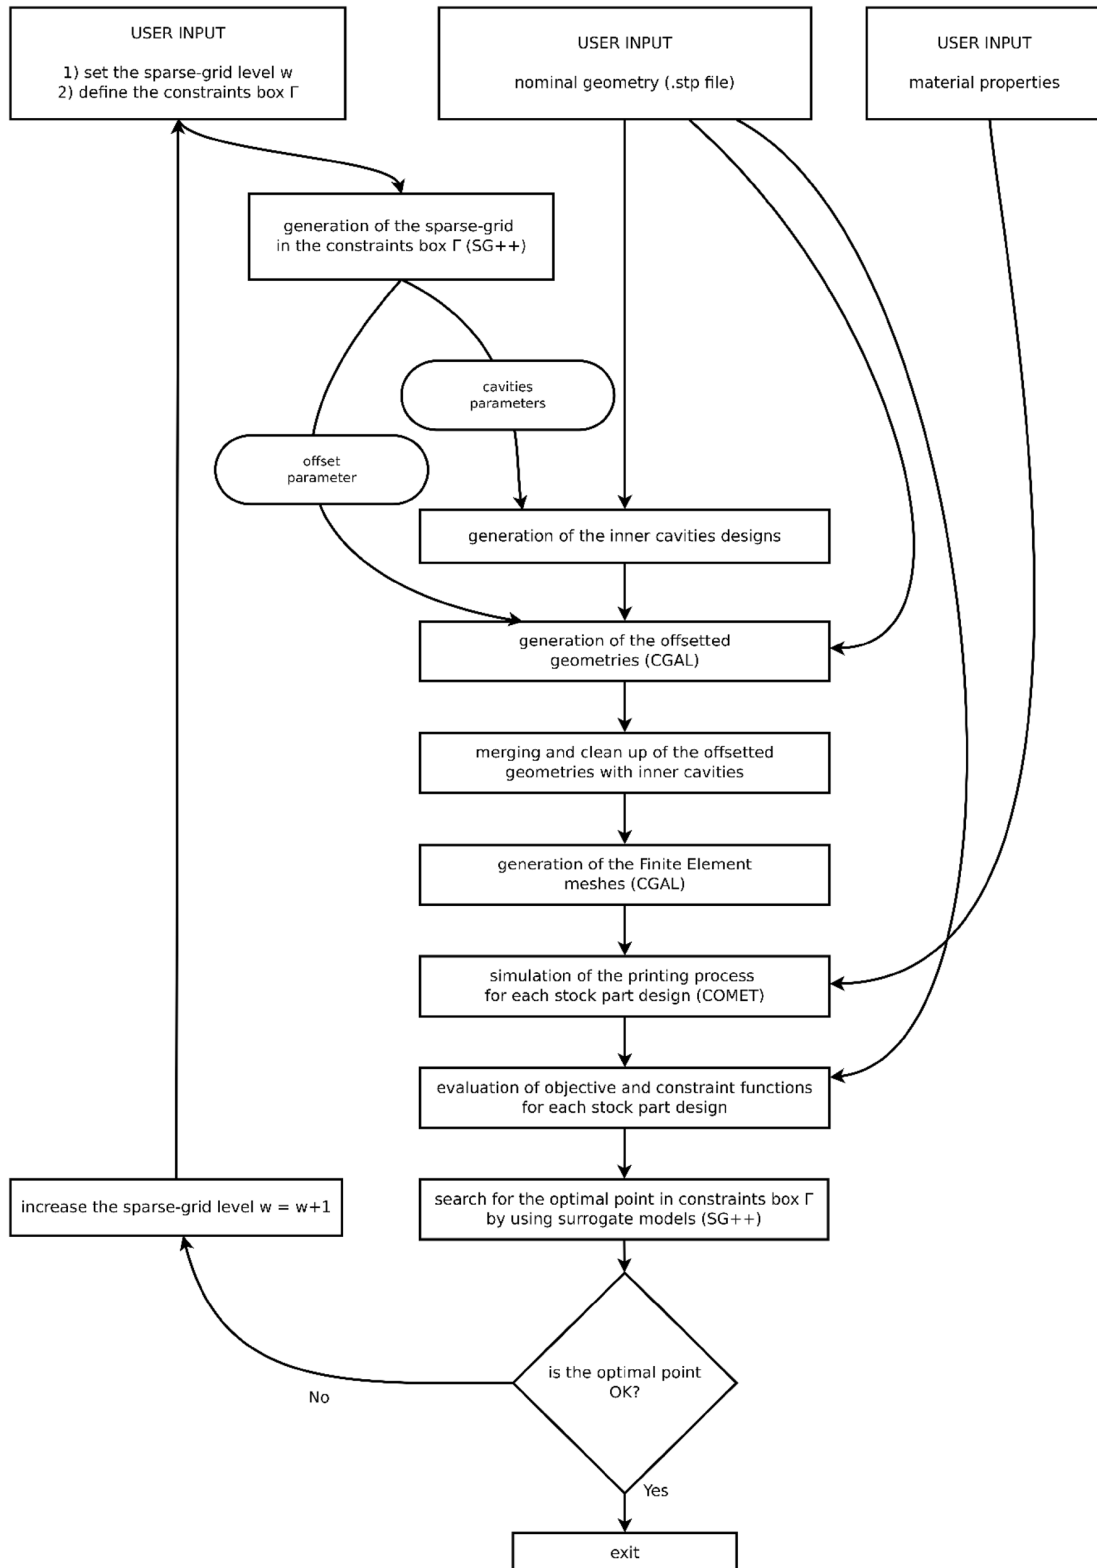 USER INPUT
1) set the sparse-grid level w
2) define the constraints box Γ
USER INPUT
nominal geometry (.stp file)
USER INPUT
material properties
generation of the sparse-grid
in the constraints box Γ (SG++)
cavities
parameters
offset
parameter
generation of the inner cavities designs
generation of the offsetted
geometries (CGAL)
merging and clean up of the offsetted
geometries with inner cavities
generation of the Finite Element
meshes (CGAL)
simulation of the printing process
for each stock part design (COMET)
evaluation of objective and constraint functions
for each stock part design
increase the sparse-grid level w = w+1
search for the optimal point in constraints box Γ
by using surrogate models (SG++)
is the optimal point
OK?
No
Yes
exit